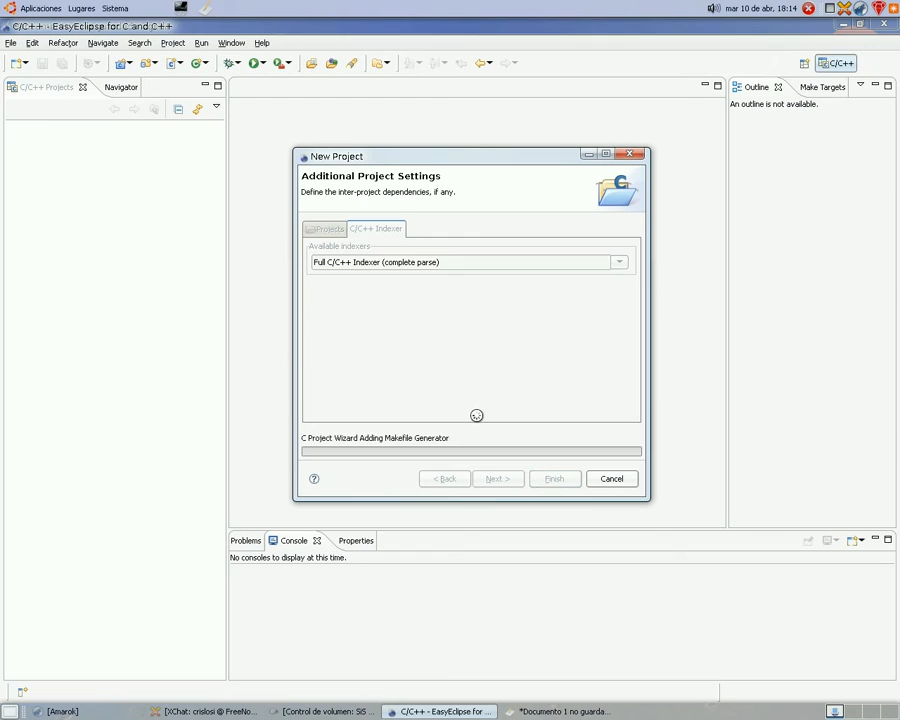 Aplicaciones Lugares Sistema
mar 10 de abr, 18:14
C/C++ - EasyEclipse for C and C++
File Edit Refactor Navigate Search Project Run Window Help
C/C++
C/C++ Projects Navigator
Outline Make Targets
An outline is not available.
New Project
Additional Project Settings
Define the inter-project dependencies, if any.
Projects C/C++ Indexer
Available indexers
Full C/C++ Indexer (complete parse)
C Project Wizard Adding Makefile Generator
< Back Next > Finish Cancel
Problems Console Properties
No consoles to display at this time.
[Amarok] [XChat: crislosi @ FreeNo... [Control de volumen: SiS ... C/C++ - EasyEclipse for ... *Documento 1 no guarda...